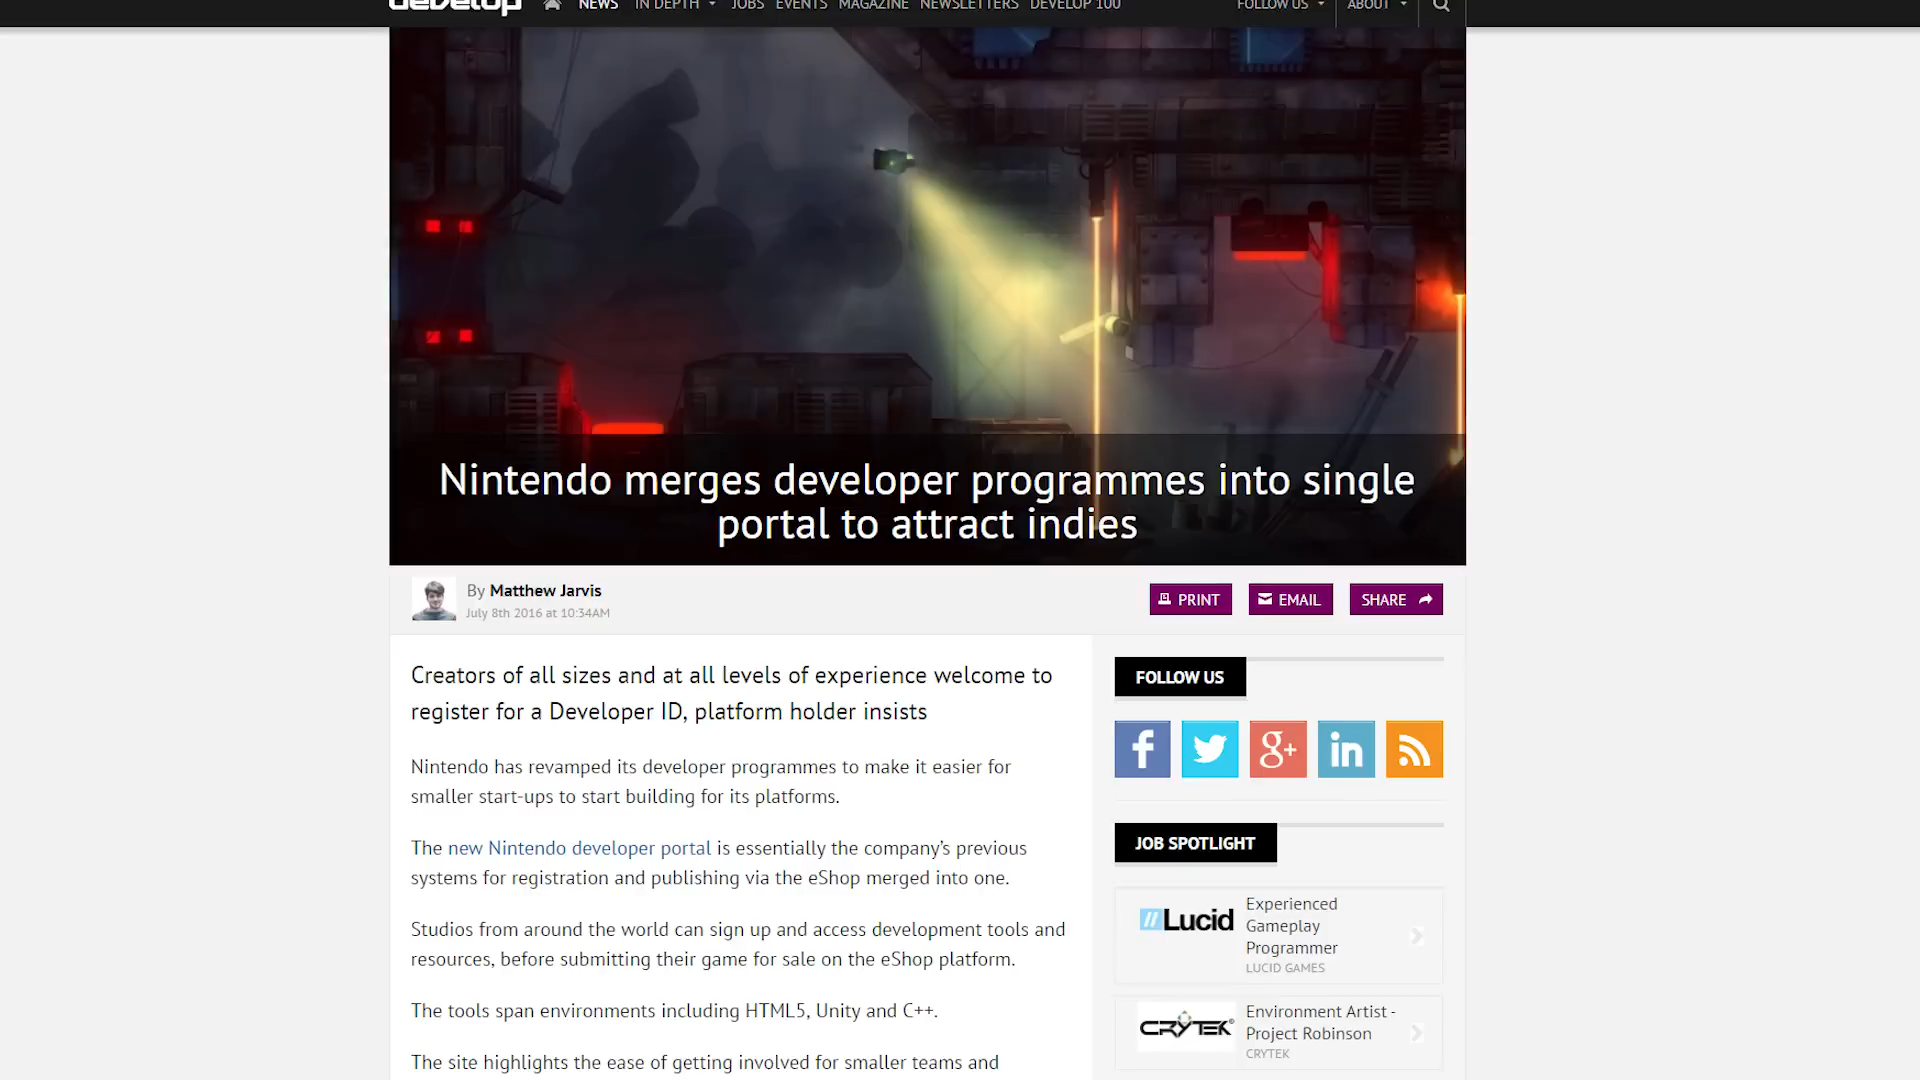 develop
NEWS
IN DEPTH
JOBS
EVENTS
MAGAZINE
NEWSLETTERS
DEVELOP 100
FOLLOW US
ABOUT
Nintendo merges developer programmes into single
portal to attract indies
By Matthew Jarvis
July 8th 2016 at 10:34AM
PRINT
EMAIL
SHARE
Creators of all sizes and at all levels of experience welcome to
register for a Developer ID, platform holder insists
Nintendo has revamped its developer programmes to make it easier for
smaller start-ups to start building for its platforms.
The new Nintendo developer portal is essentially the company’s previous
systems for registration and publishing via the eShop merged into one.
Studios from around the world can sign up and access development tools and
resources, before submitting their game for sale on the eShop platform.
The tools span environments including HTML5, Unity and C++.
The site highlights the ease of getting involved for smaller teams and
FOLLOW US
f
g+
in
JOB SPOTLIGHT
//Lucid
Experienced
Gameplay
Programmer
LUCID GAMES
CRYTEK
Environment Artist -
Project Robinson
CRYTEK